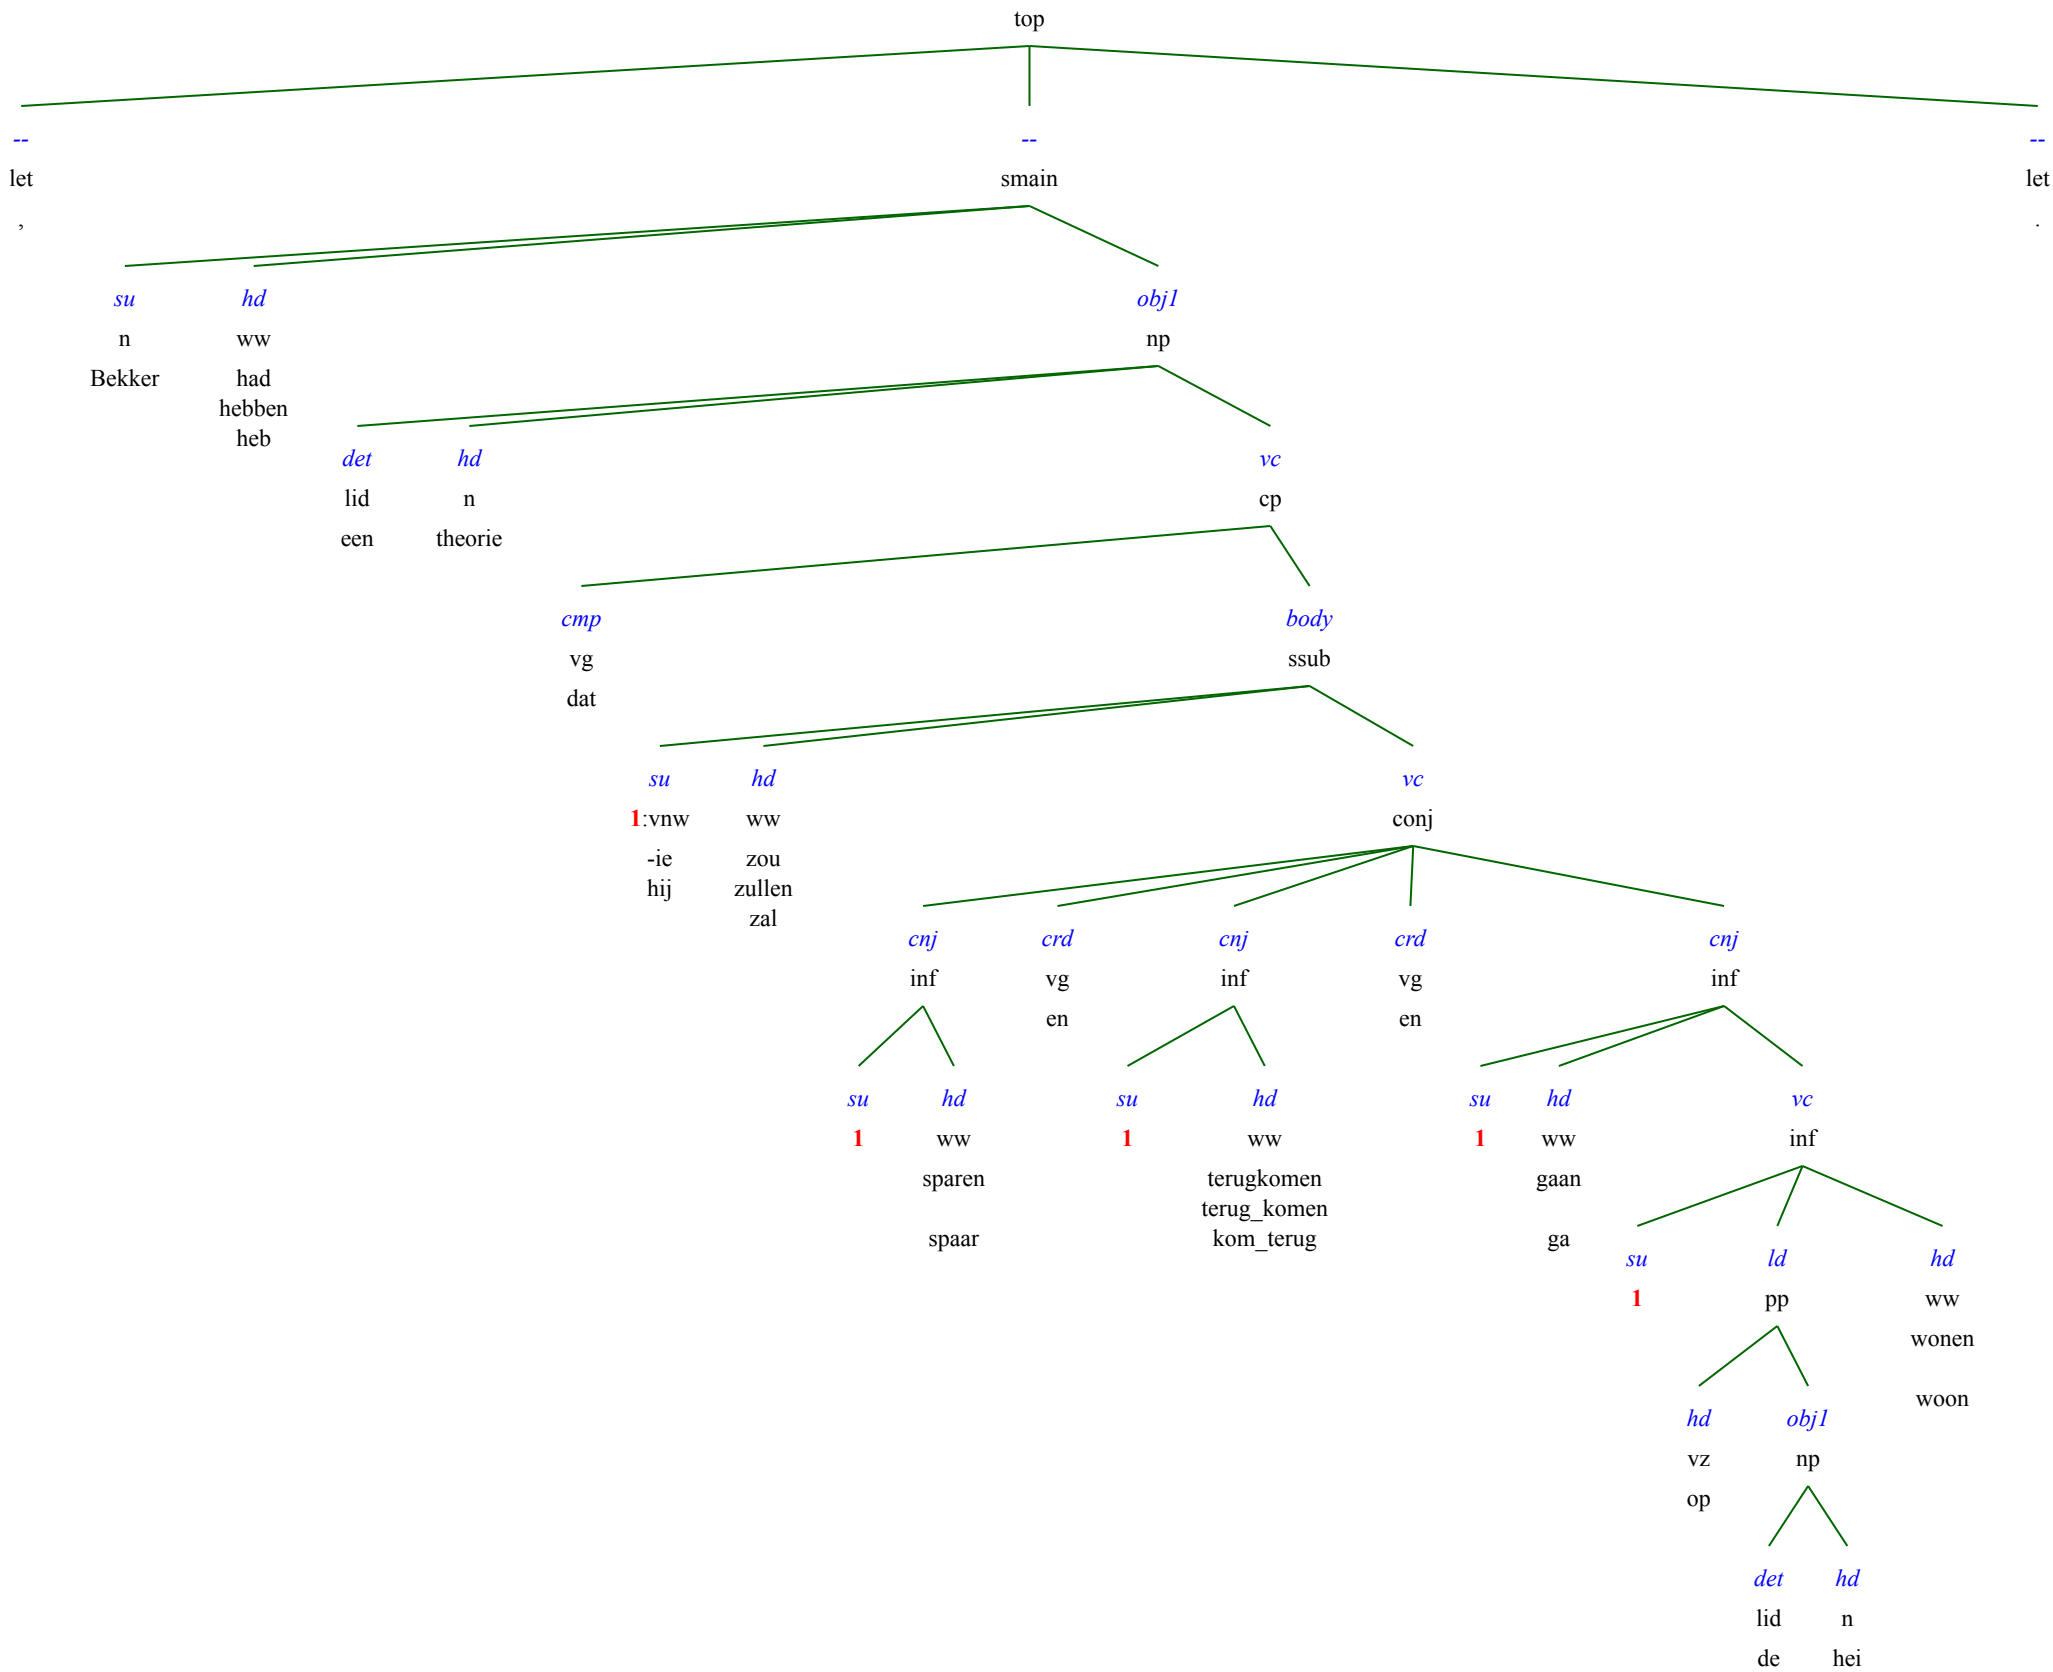 top
-- -- --
let smain let
, .
su hd obj1
n ww np
Bekker had
hebben
heb
det hd vc
lid n cp
een theorie
cmp body
vg ssub
dat
su hd vc
1:vnw ww conj
-ie zou
hij zullen
zal
cnj crd cnj crd cnj
inf vg inf vg inf
en en
su hd su hd su hd vc
1 ww 1 ww 1 ww inf
sparen terugkomen gaan
terug_komen
spaar kom_terug ga
su ld hd
1 pp ww
wonen
woon
hd obj1
vz np
op
det hd
lid n
de hei